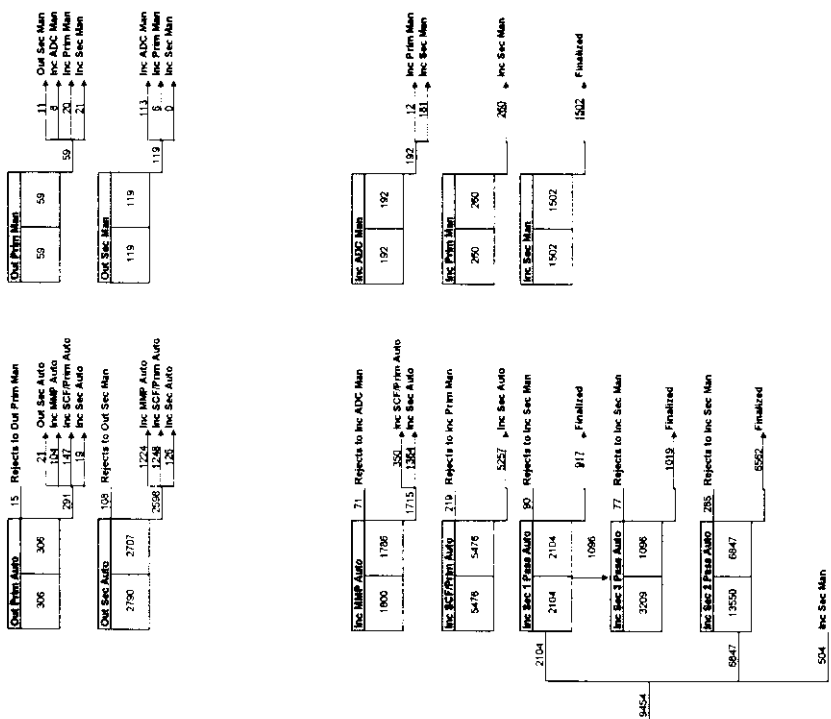 Out Prim Auto
306 306
15 Rejects to Out Prim Man
291
21 Out Sec Auto
104 Inc MMP Auto
147 Inc SCF/Prim Auto
19 Inc Sec Auto
Out Sec Auto
2790 2707
108 Rejects to Out Sec Man
2598
1224 Inc MMP Auto
1248 Inc SCF/Prim Auto
126 Inc Sec Auto
Out Prim Man
59 59
59
11 Out Sec Man
8 Inc ADC Man
20 Inc Prim Man
21 Inc Sec Man
Out Sec Man
119 119
119
113 Inc ADC Man
6 Inc Prim Man
0 Inc Sec Man
Inc MMP Auto
1800 1786
71 Rejects to Inc ADC Man
1715
350 Inc SCF/Prim Auto
1364 Inc Sec Auto
Inc SCF/Prim Auto
5476 5476
219 Rejects to Inc Prim Man
5257 Inc Sec Auto
9454
2104
Inc Sec 1 Pass Auto
2104 2104
90 Rejects to Inc Sec Man
917 Finalized
1096
Inc Sec 3 Pass Auto
3209 1096
77 Rejects to Inc Sec Man
1019 Finalized
6847
Inc Sec 2 Pass Auto
13550 6847
285 Rejects to Inc Sec Man
6562 Finalized
504 Inc Sec Man
Inc ADC Man
192 192
192
12 Inc Prim Man
181 Inc Sec Man
Inc Prim Man
260 260
260 Inc Sec Man
Inc Sec Man
1502 1502
1502 Finalized